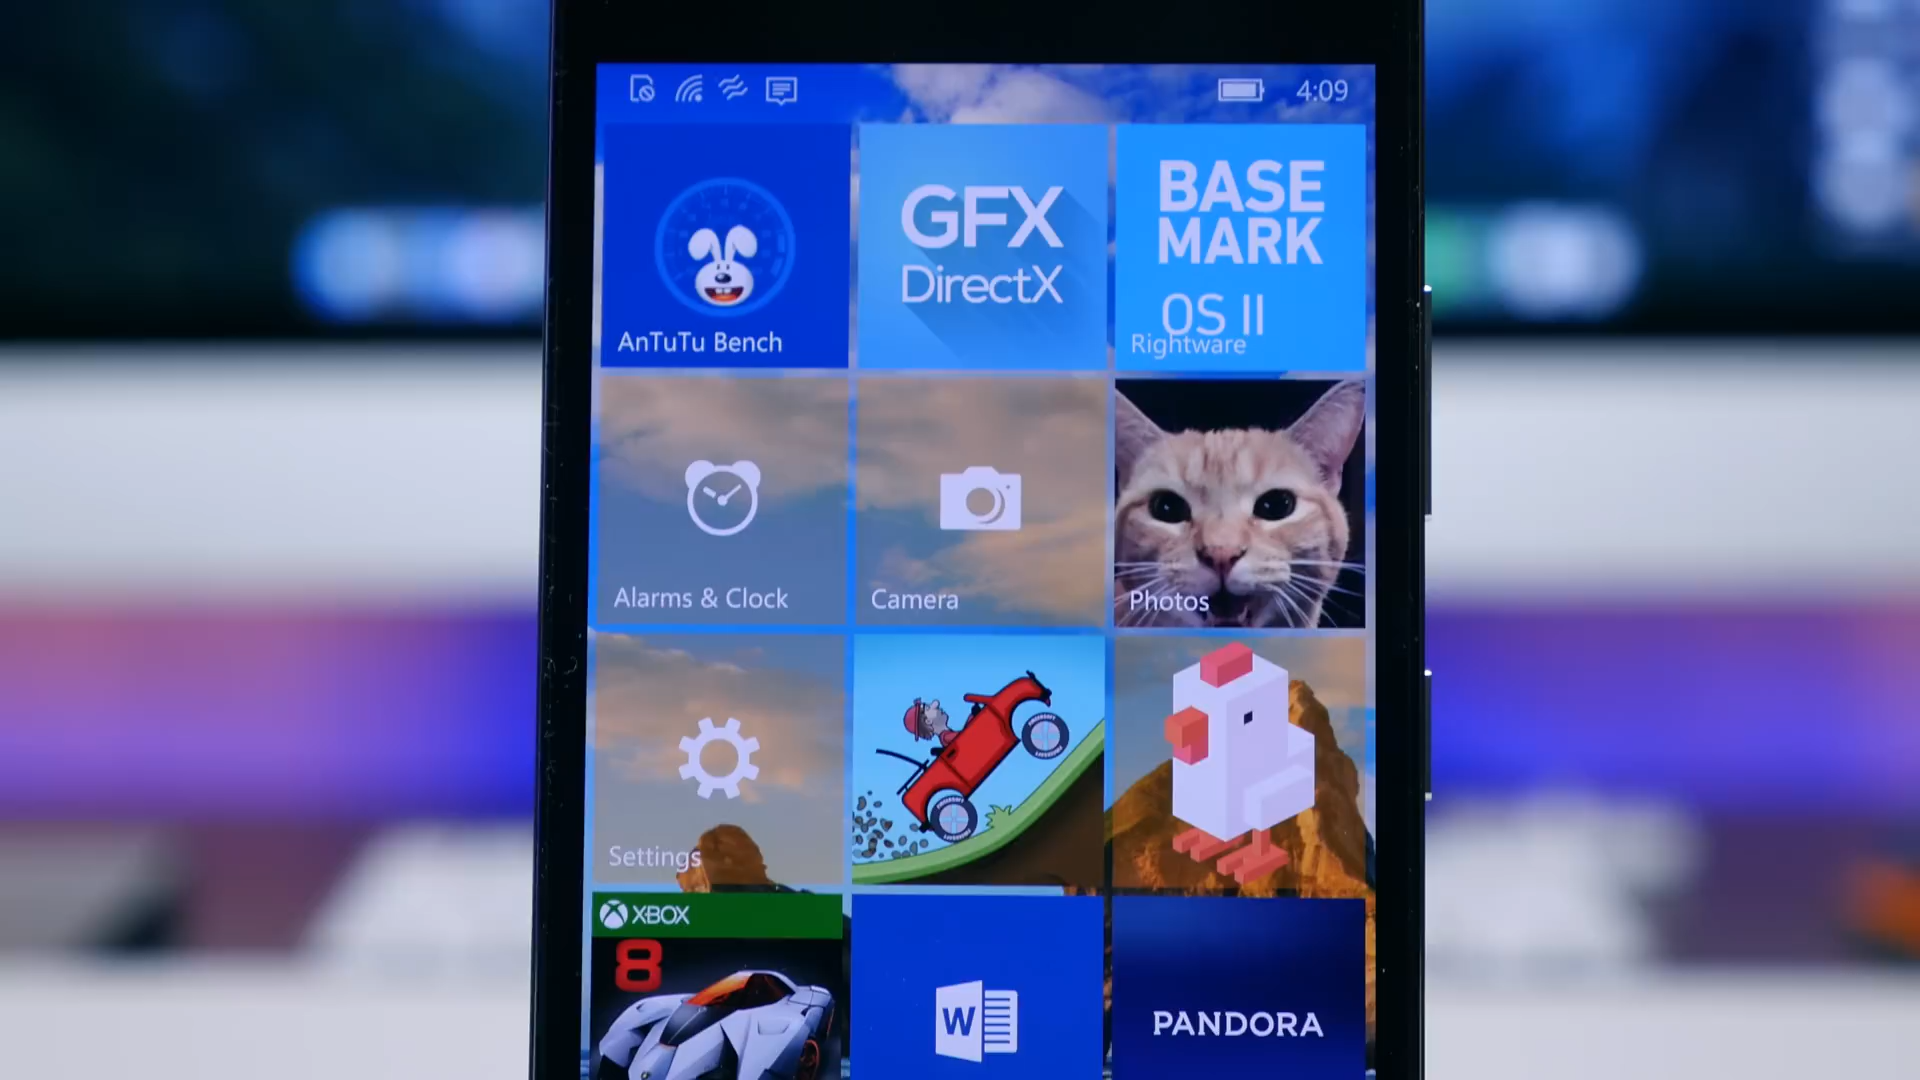 4:09
AnTuTu Bench
GFX
DirectX
BASE
MARK
OS II
Rightware
Alarms & Clock
Camera
Photos
Settings
XBOX
8
W
PANDORA